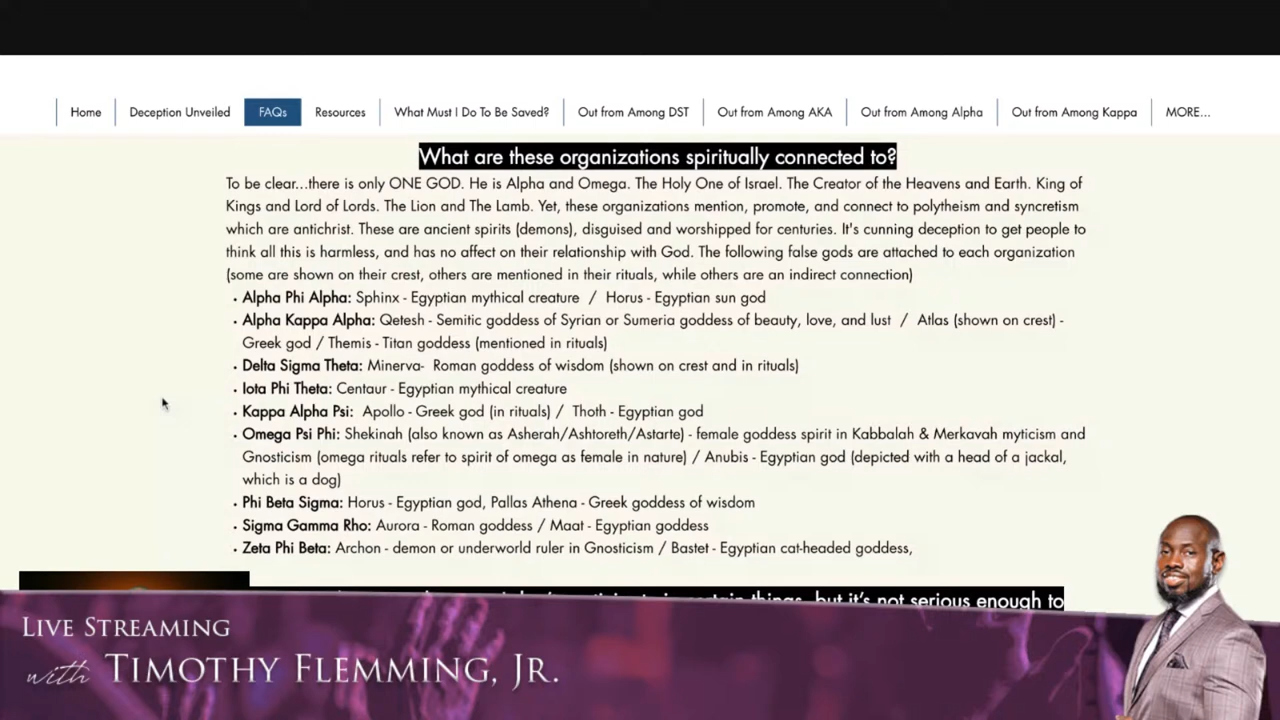 Home
Deception Unveiled
FAQs
Resources
What Must I Do To Be Saved?
Out from Among DST
Out from Among AKA
Out from Among Alpha
Out from Among Kappa
MORE...
What are these organizations spiritually connected to?
To be clear...there is only ONE GOD. He is Alpha and Omega. The Holy One of Israel. The Creator of the Heavens and Earth. King of
Kings and Lord of Lords. The Lion and The Lamb. Yet, these organizations mention, promote, and connect to polytheism and syncretism
which are antichrist. These are ancient spirits (demons), disguised and worshipped for centuries. It's cunning deception to get people to
think all this is harmless, and has no affect on their relationship with God. The following false gods are attached to each organization
(some are shown on their crest, others are mentioned in their rituals, while others are an indirect connection)
• Alpha Phi Alpha: Sphinx - Egyptian mythical creature / Horus - Egyptian sun god
• Alpha Kappa Alpha: Qetesh - Semitic goddess of Syrian or Sumeria goddess of beauty, love, and lust / Atlas (shown on crest) -
Greek god / Themis - Titan goddess (mentioned in rituals)
• Delta Sigma Theta: Minerva- Roman goddess of wisdom (shown on crest and in rituals)
• Iota Phi Theta: Centaur - Egyptian mythical creature
• Kappa Alpha Psi: Apollo - Greek god (in rituals) / Thoth - Egyptian god
• Omega Psi Phi: Shekinah (also known as Asherah/Ashtoreth/Astarte) - female goddess spirit in Kabbalah & Merkavah myticism and
Gnosticism (omega rituals refer to spirit of omega as female in nature) / Anubis - Egyptian god (depicted with a head of a jackal,
which is a dog)
• Phi Beta Sigma: Horus - Egyptian god, Pallas Athena - Greek goddess of wisdom
• Sigma Gamma Rho: Aurora - Roman goddess / Maat - Egyptian goddess
• Zeta Phi Beta: Archon - demon or underworld ruler in Gnosticism / Bastet - Egyptian cat-headed goddess,
certain things, but it's not serious enough to
LIVE STREAMING
with TIMOTHY FLEMMING, JR.